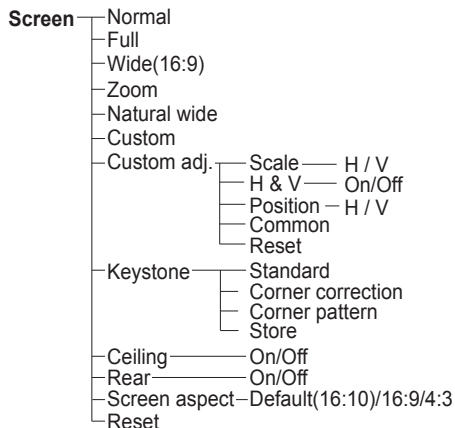 Screen Normal
Full
Wide(16:9)
Zoom
Natural wide
Custom
Custom adj. Scale H / V
H & V On/Off
Position H / V
Common
Reset
Keystone Standard
Corner correction
Corner pattern
Store
Ceiling On/Off
Rear On/Off
Screen aspect Default(16:10)/16:9/4:3
Reset